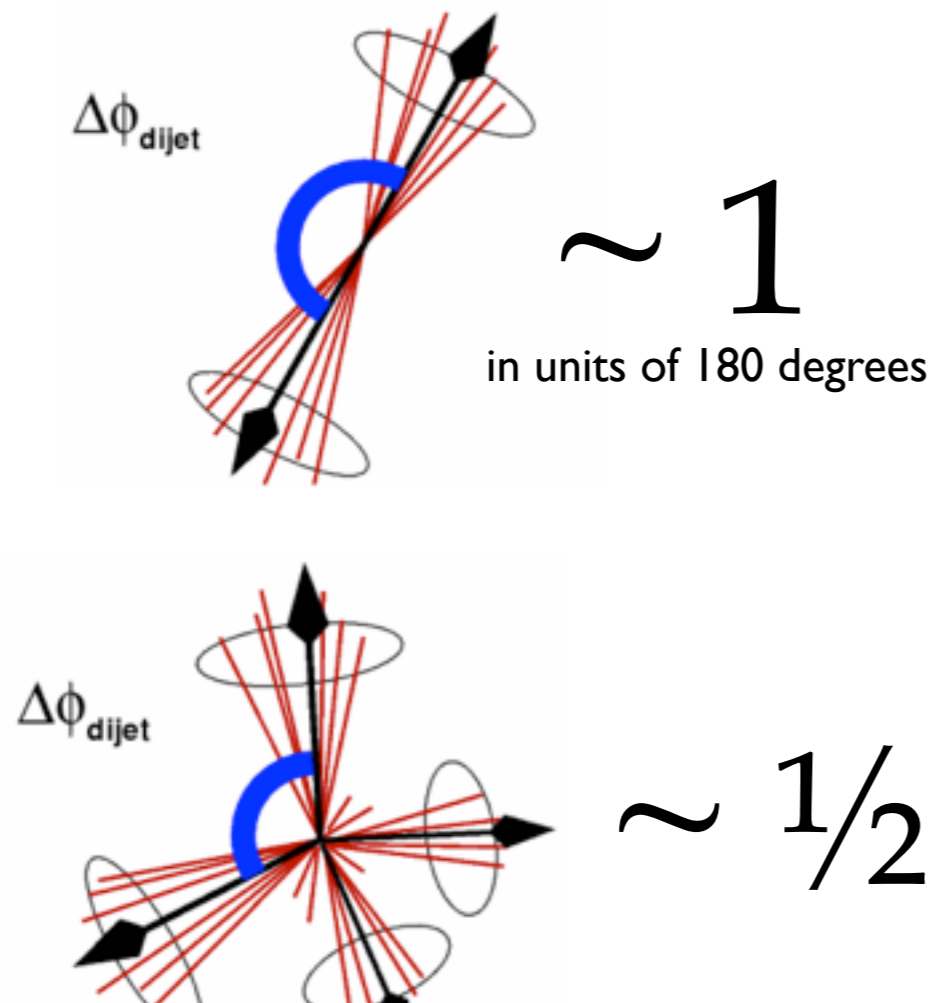 Δϕdijet
~ 1
in units of 180 degrees
Δϕdijet
~ ½